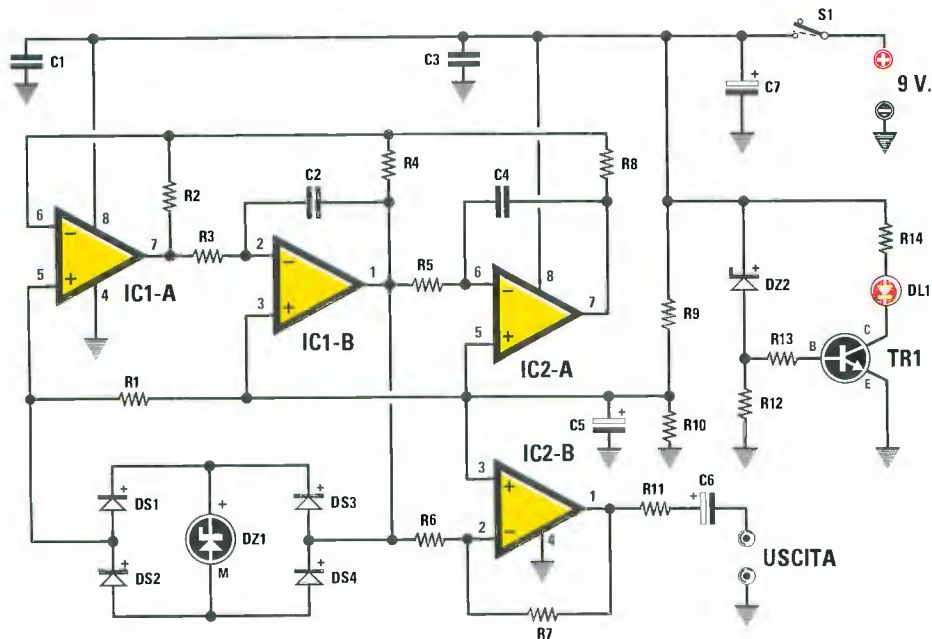 S1
C1
C3
C7
9 V.
R2
R4
R8
C2
C4
R3
R5
6
5
8
7
4
IC1-A
2
3
1
IC1-B
6
5
8
7
IC2-A
R14
DL1
DZ2
R9
R13
B
C
E
TR1
R12
R1
C5
R10
IC2-B
3
2
1
4
R11
C6
DS1
DS2
DS3
DS4
DZ1
M
R6
R7
USCITA